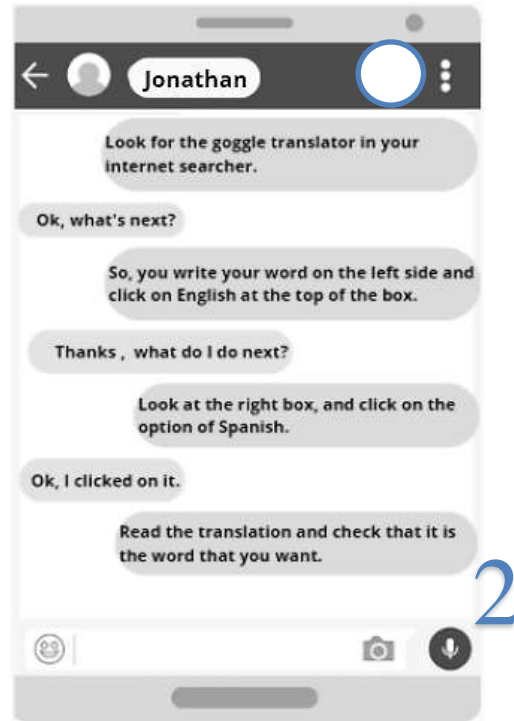 Jonathan
Look for the goggle translator in your
internet searcher.
Ok, what's next?
So, you write your word on the left side and
click on English at the top of the box.
Thanks , what do I do next?
Look at the right box, and click on the
option of Spanish.
Ok, I clicked on it.
Read the translation and check that it is
the word that you want.
2